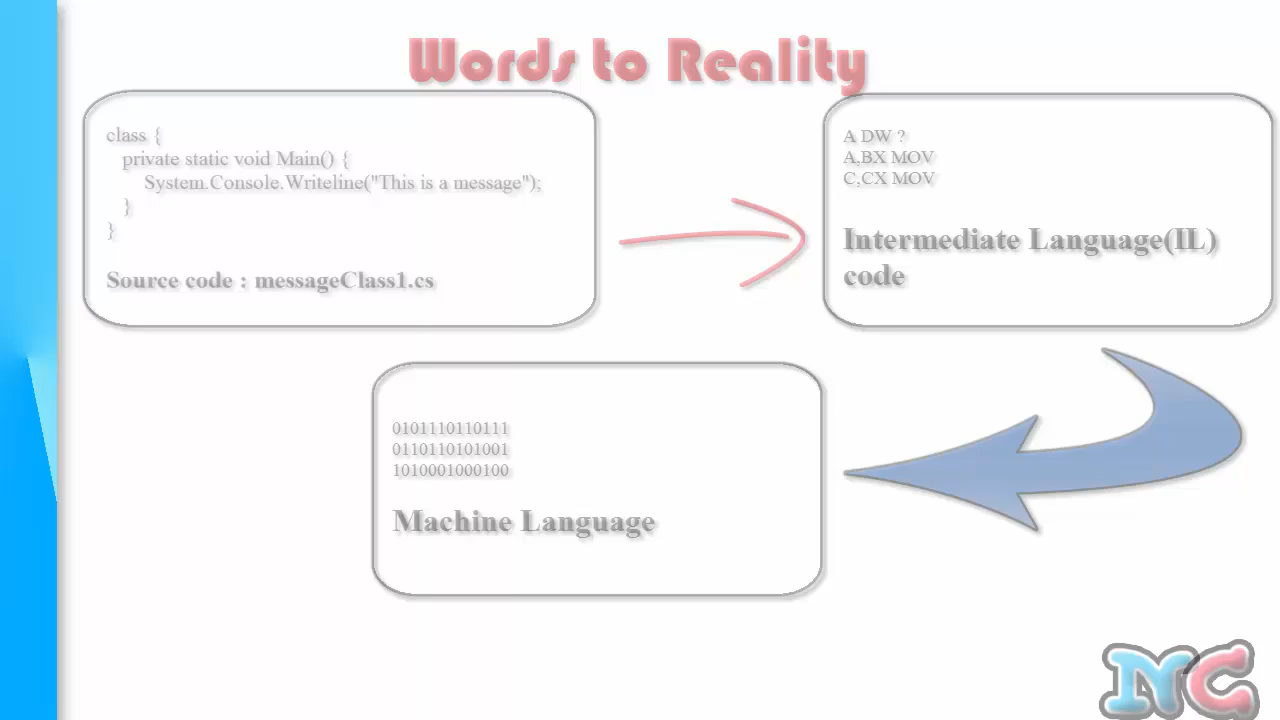 Words to Reality
class {
private static void Main() {
System.Console.Writeline("This is a message");
}
}
Source code : messageClass1.cs
A DW ?
A,BX MOV
C,CX MOV
Intermediate Language(IL)
code
0101110110111
0110110101001
1010001000100
Machine Language
NC